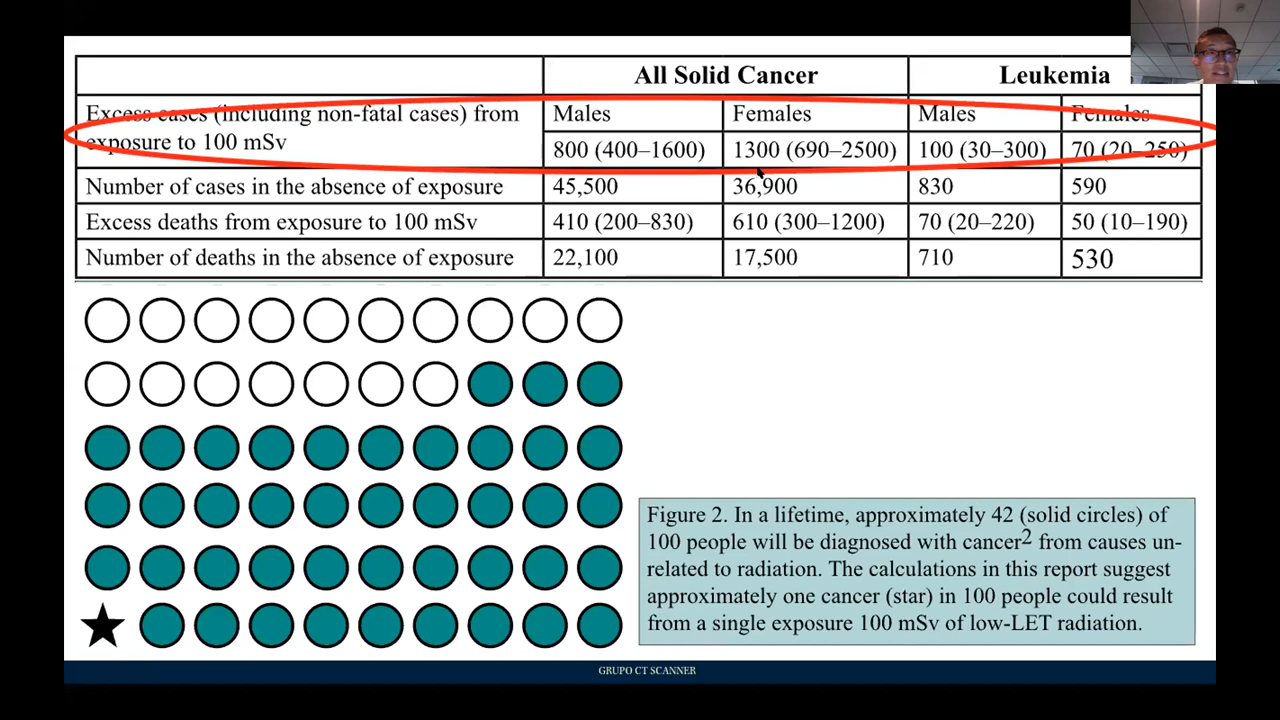 All Solid Cancer Leukemia
Excess cases (including non-fatal cases) from
exposure to 100 mSv
Males Females Males Females
800 (400–1600) 1300 (690–2500) 100 (30–300) 70 (20–250)
Number of cases in the absence of exposure 45,500 36,900 830 590
Excess deaths from exposure to 100 mSv 410 (200–830) 610 (300–1200) 70 (20–220) 50 (10–190)
Number of deaths in the absence of exposure 22,100 17,500 710 530
Figure 2. In a lifetime, approximately 42 (solid circles) of
100 people will be diagnosed with cancer2 from causes un-
related to radiation. The calculations in this report suggest
approximately one cancer (star) in 100 people could result
from a single exposure 100 mSv of low-LET radiation.
GRUPO CT SCANNER